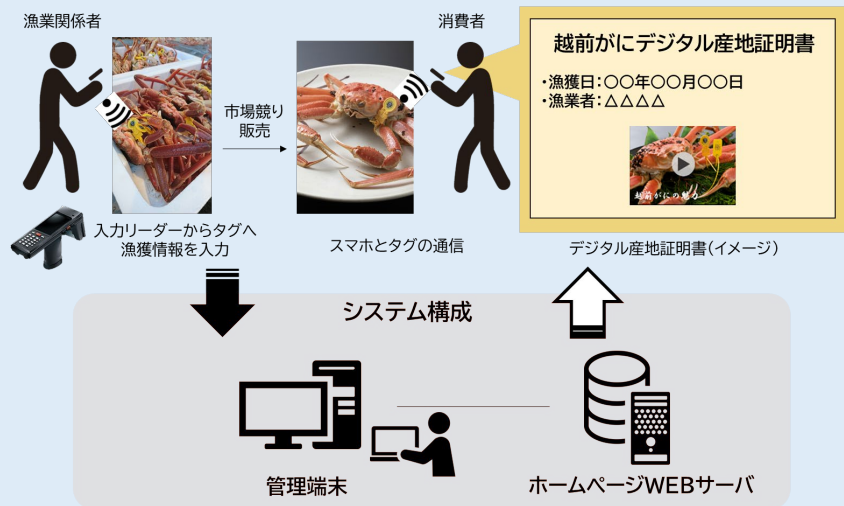 漁業関係者
消費者
越前がにデジタル産地証明書
・漁獲日:〇〇年〇〇月〇〇日
・漁業者:△△△△
越前がにの魅力
市場競り
販売
入力リーダーからタグへ
漁獲情報を入力
スマホとタグの通信
デジタル産地証明書(イメージ)
システム構成
管理端末
ホームページWEBサーバ